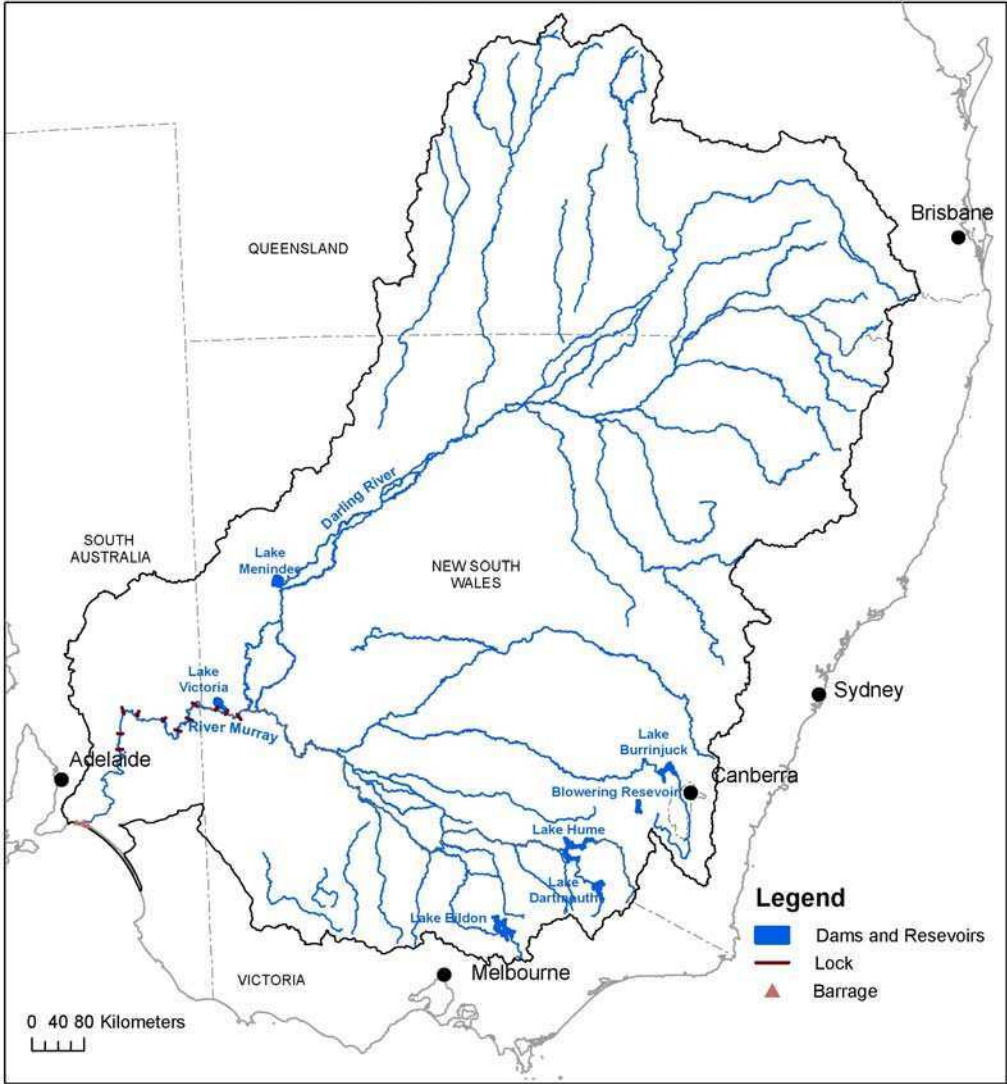 Brisbane
QUEENSLAND
Darling River
SOUTH
AUSTRALIA
Lake
Menindee
NEW SOUTH
WALES
Lake
Victoria
River Murray
Sydney
Adelaide
Lake
Burrinjuck
Canberra
Blowering Resevoir
Lake Hume
Lake
Dartmouth
Lake Eildon
Melbourne
VICTORIA
Legend
Dams and Resevoirs
Lock
Barrage
0 40 80 Kilometers